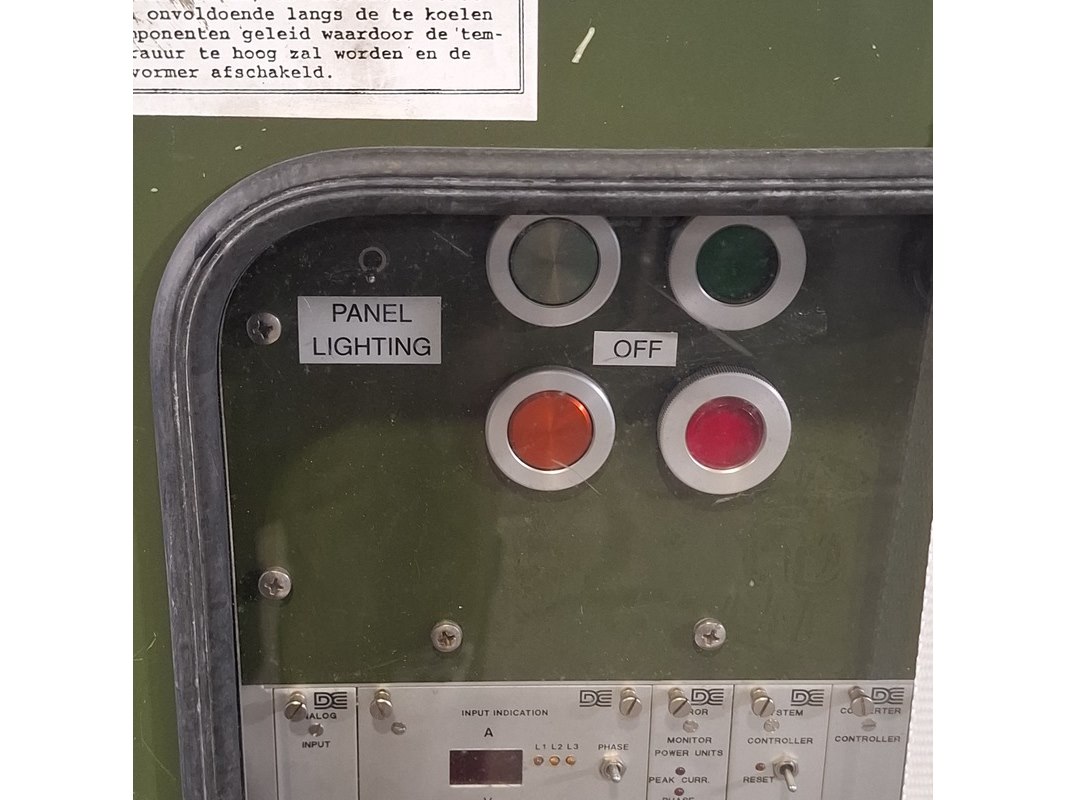 onvoldoende langs de te koelen
ponenten geleid waardoor de tem-
rauur te hoog zal worden en de
vormer afschakeld.
PANEL
LIGHTING
OFF
DE
DE
DE
DE
DE
INPUT INDICATION
A
L1 L2 L3
PHASE
INPUT
MONITOR
POWER UNITS
PEAK CURR.
PHASE
CONTROLLER
RESET
CONTROLLER